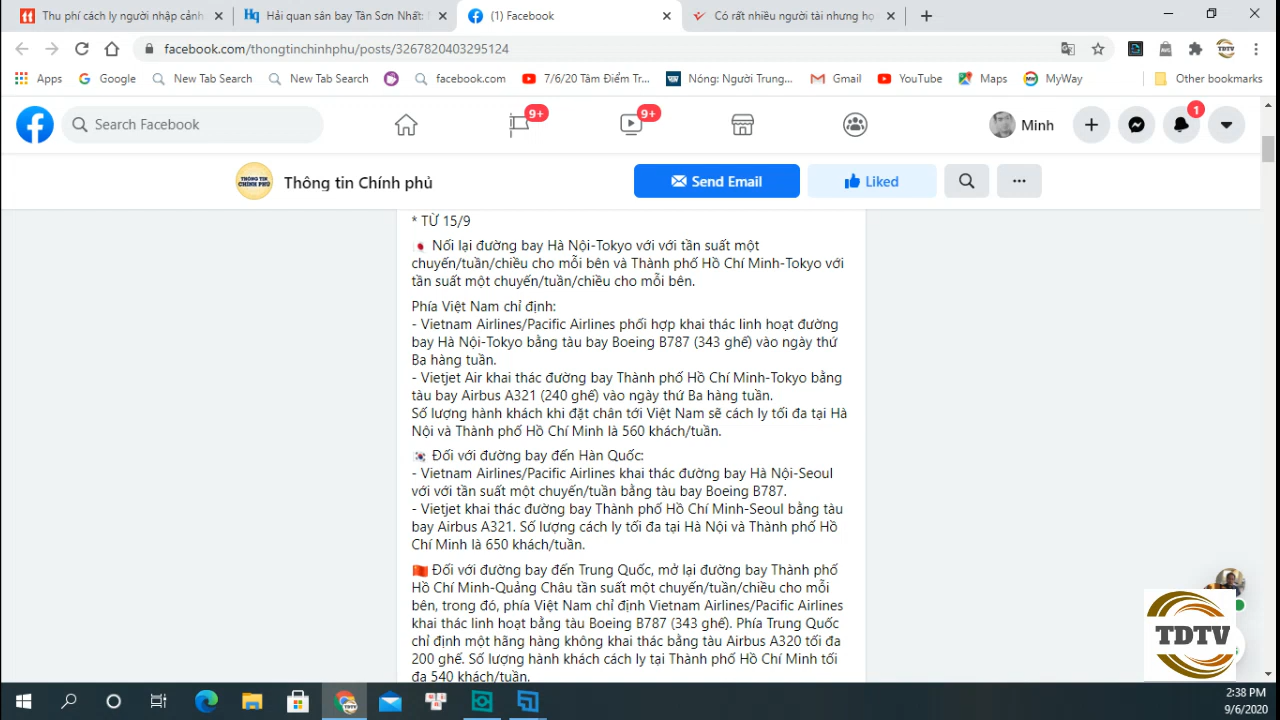 Thu phí cách ly người nhập cảnh
Hải quan sân bay Tân Sơn Nhất:
(1) Facebook
Có rất nhiều người tài nhưng họ
facebook.com/thongtinchinhphu/posts/3267820403295124
Apps
Google
New Tab Search
New Tab Search
facebook.com
7/6/20 Tâm Điểm Tr...
Nóng: Người Trung...
Gmail
YouTube
Maps
MyWay
Other bookmarks
Search Facebook
9+
9+
Minh
1
THÔNG TIN
CHÍNH PHỦ
Thông tin Chính phủ
Send Email
Liked
* TỪ 15/9
Nối lại đường bay Hà Nội-Tokyo với với tần suất một
chuyến/tuần/chiều cho mỗi bên và Thành phố Hồ Chí Minh-Tokyo với
tần suất một chuyến/tuần/chiều cho mỗi bên.
Phía Việt Nam chỉ định:
- Vietnam Airlines/Pacific Airlines phối hợp khai thác linh hoạt đường
bay Hà Nội-Tokyo bằng tàu bay Boeing B787 (343 ghế) vào ngày thứ
Ba hàng tuần.
- Vietjet Air khai thác đường bay Thành phố Hồ Chí Minh-Tokyo bằng
tàu bay Airbus A321 (240 ghế) vào ngày thứ Ba hàng tuần.
Số lượng hành khách khi đặt chân tới Việt Nam sẽ cách ly tối đa tại Hà
Nội và Thành phố Hồ Chí Minh là 560 khách/tuần.
Đối với đường bay đến Hàn Quốc:
- Vietnam Airlines/Pacific Airlines khai thác đường bay Hà Nội-Seoul
với với tần suất một chuyến/tuần bằng tàu bay Boeing B787.
- Vietjet khai thác đường bay Thành phố Hồ Chí Minh-Seoul bằng tàu
bay Airbus A321. Số lượng cách ly tối đa tại Hà Nội và Thành phố Hồ
Chí Minh là 650 khách/tuần.
Đối với đường bay đến Trung Quốc, mở lại đường bay Thành phố
Hồ Chí Minh-Quảng Châu tần suất một chuyến/tuần/chiều cho mỗi
bên, trong đó, phía Việt Nam chỉ định Vietnam Airlines/Pacific Airlines
khai thác linh hoạt bằng tàu Boeing B787 (343 ghế). Phía Trung Quốc
chỉ định một hãng hàng không khai thác bằng tàu Airbus A320 tối đa
200 ghế. Số lượng hành khách cách ly tại Thành phố Hồ Chí Minh tối
đa 540 khách/tuần.
TDTV
2:38 PM
9/6/2020